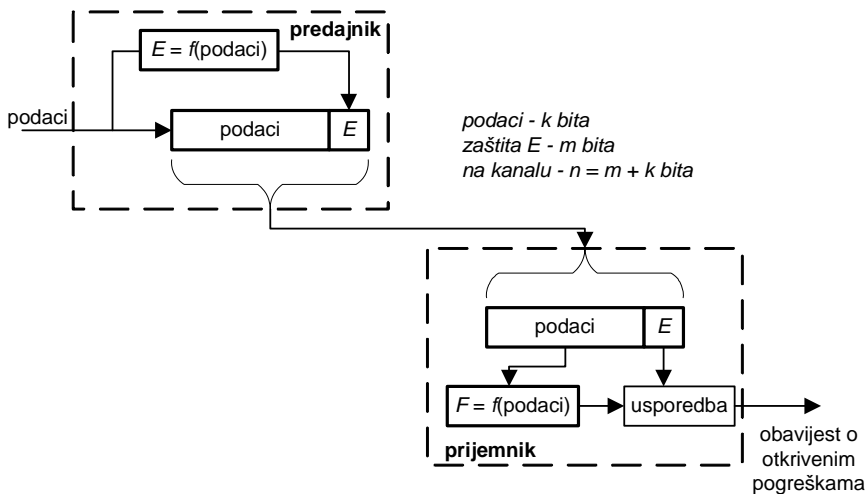 predajnik
E = f(podaci)
podaci
podaci
E
podaci - k bita
zaštita E - m bita
na kanalu - n = m + k bita
podaci
E
F = f(podaci)
usporedba
prijemnik
obavijest o
otkrivenim
pogreškama